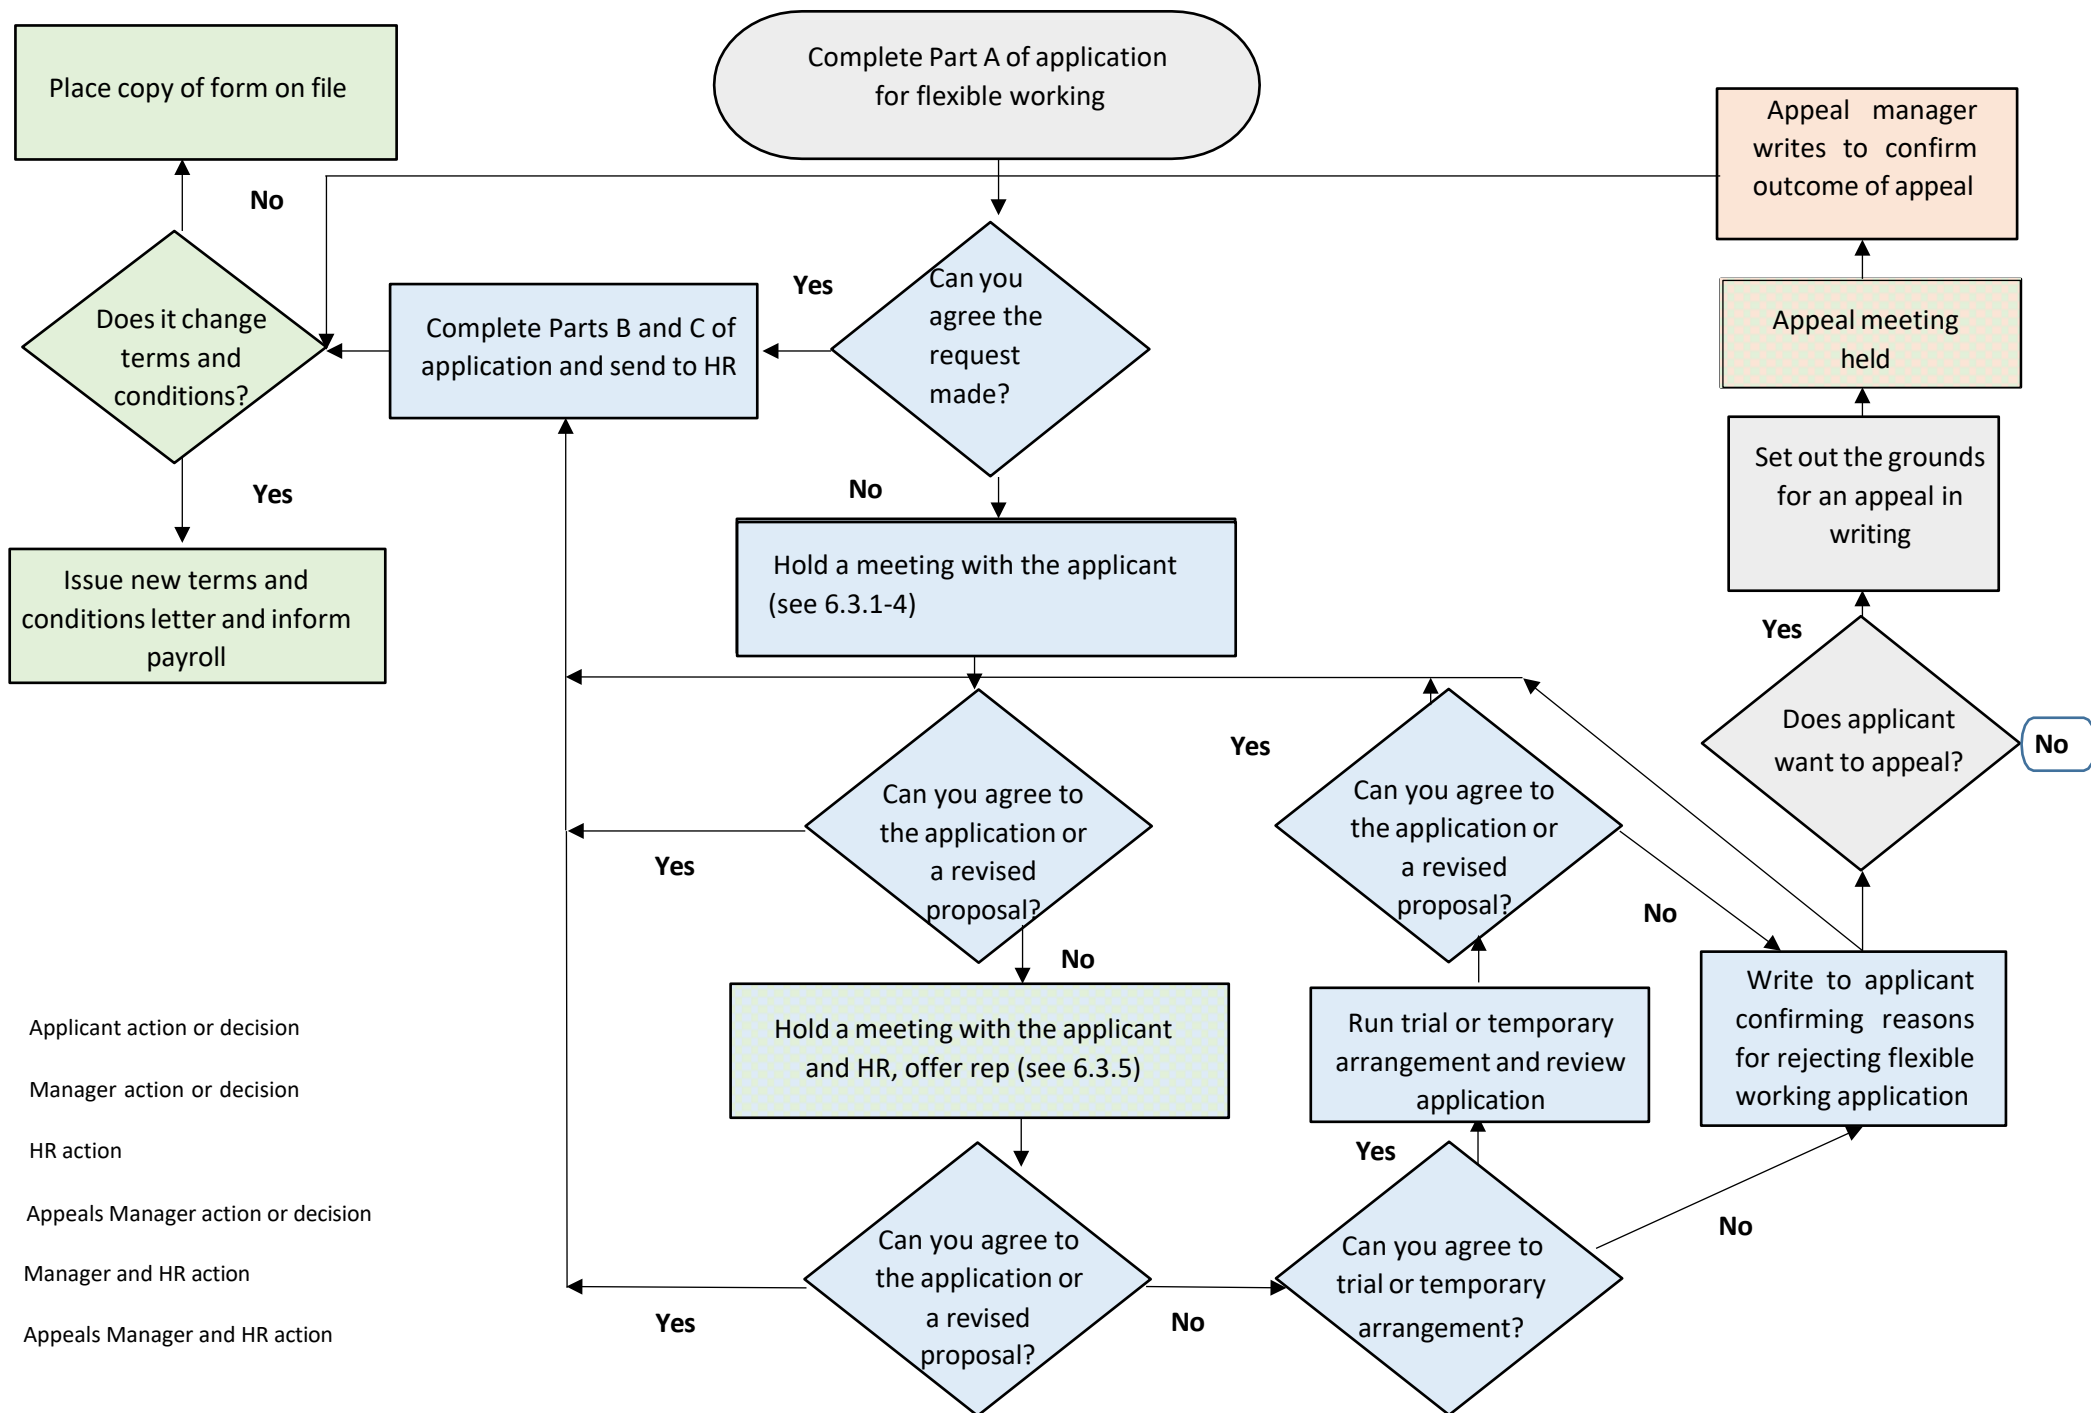 Place copy of form on file
Complete Part A of application
for flexible working
Appeal manager
writes to confirm
outcome of appeal
No
Does it change
terms and
conditions?
Complete Parts B and C of
application and send to HR
Yes
Can you
agree the
request
made?
Appeal meeting
held
Yes
No
Set out the grounds
for an appeal in
writing
Issue new terms and
conditions letter and inform
payroll
Hold a meeting with the applicant
(see 6.3.1-4)
Yes
Does applicant
want to appeal?
No
Yes
Can you agree to
the application or
a revised
proposal?
Can you agree to
the application or
a revised
proposal?
Yes
No
No
Hold a meeting with the applicant
and HR, offer rep (see 6.3.5)
Run trial or temporary
arrangement and review
application
Write to applicant
confirming reasons
for rejecting flexible
working application
Applicant action or decision
Manager action or decision
HR action
Appeals Manager action or decision
Manager and HR action
Appeals Manager and HR action
Yes
No
Can you agree to
the application or
a revised
proposal?
Can you agree to
trial or temporary
arrangement?
Yes
No